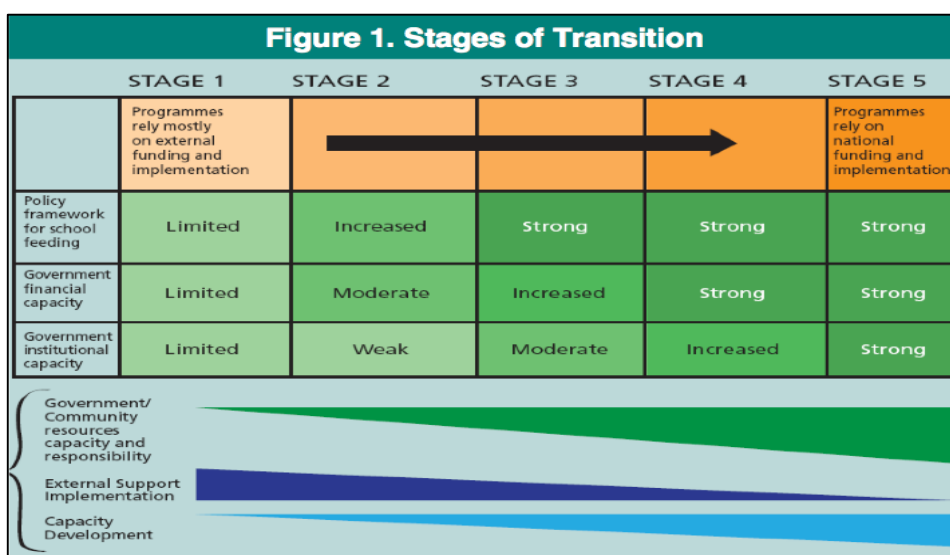 Figure 1. Stages of Transition
STAGE 1 STAGE 2 STAGE 3 STAGE 4 STAGE 5
Programmes
rely mostly
on external
funding and
implementation
Programmes
rely on
national
funding and
implementation
Policy
framework
for school
feeding
Limited Increased Strong Strong Strong
Government
financial
capacity
Limited Moderate Increased Strong Strong
Government
institutional
capacity
Limited Weak Moderate Increased Strong
Government/
Community
resources
capacity and
responsibility
External Support
Implementation
Capacity
Development